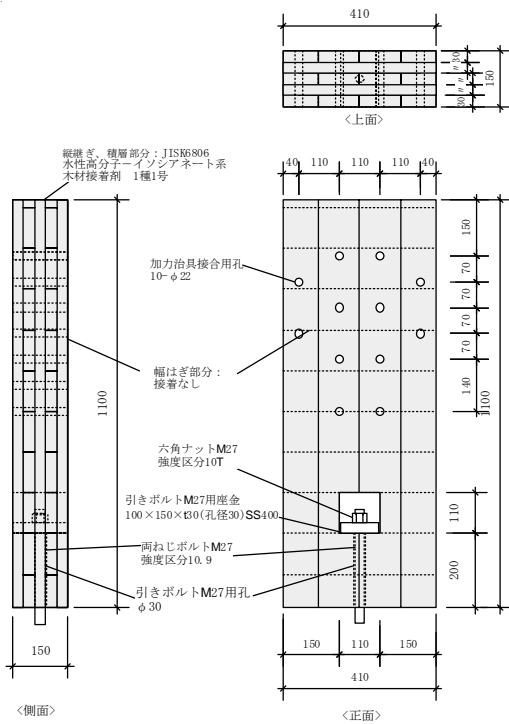 410
"30
"
"
30
150
<上面>
縦継ぎ、積層部分：JISK6806
水性高分子－イソシアネート系
木材接着剤 1種1号
40
110
110
110
40
加力治具接合用孔
10-φ22
幅はぎ部分：
接着なし
150
70
70
70
70
140
1100
1100
六角ナットM27
強度区分10T
引きボルトM27用座金
100×150×t30(孔径30)SS400
両ねじボルトM27
強度区分10.9
引きボルトM27用孔
φ30
110
200
150
150
110
150
410
<側面>
<正面>